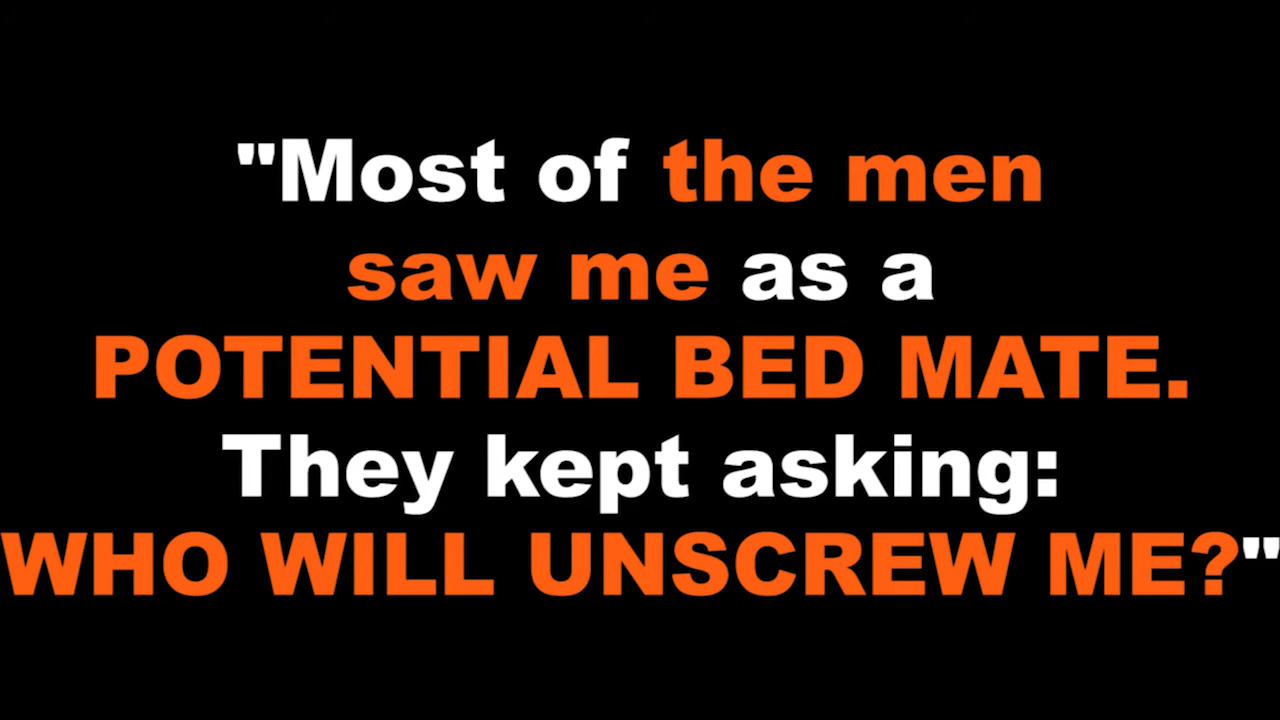 "Most of the men
saw me as a
POTENTIAL BED MATE.
They kept asking:
WHO WILL UNSCREW ME?"